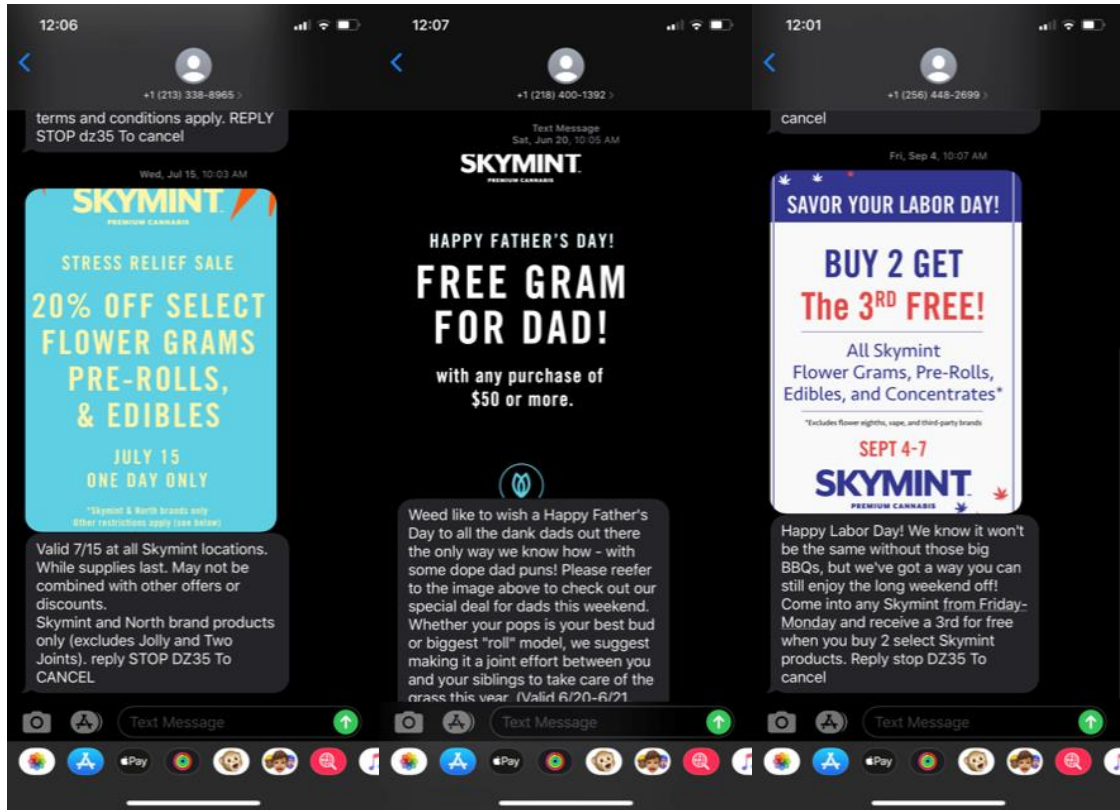 12:06
+1 (213) 338-8965 >
terms and conditions apply. REPLY
STOP dz35 To cancel
Wed, Jul 15, 10:03 AM
SKYMINT
PREMIUM CANNABIS
STRESS RELIEF SALE
20% OFF SELECT
FLOWER GRAMS
PRE-ROLLS,
& EDIBLES
JULY 15
ONE DAY ONLY
*Skymint & North brands only
Other restrictions apply (see below)
Valid 7/15 at all Skymint locations.
While supplies last. May not be
combined with other offers or
discounts.
Skymint and North brand products
only (excludes Jolly and Two
Joints). reply STOP DZ35 To
CANCEL
Text Message
Pay
12:07
+1 (218) 400-1392 >
Text Message
Sat, Jun 20, 10:05 AM
SKYMINT.
PREMIUM CANNABIS
HAPPY FATHER'S DAY!
FREE GRAM
FOR DAD!
with any purchase of
$50 or more.
Weed like to wish a Happy Father's
Day to all the dank dads out there
the only way we know how - with
some dope dad puns! Please reefer
to the image above to check out our
special deal for dads this weekend.
Whether your pops is your best bud
or biggest "roll" model, we suggest
making it a joint effort between you
and your siblings to take care of the
grass this year. (Valid 6/20-6/21
Text Message
Pay
12:01
+1 (256) 448-2699 >
cancel
Fri, Sep 4, 10:07 AM
SAVOR YOUR LABOR DAY!
BUY 2 GET
The 3RD FREE!
All Skymint
Flower Grams, Pre-Rolls,
Edibles, and Concentrates*
*Excludes flower eighths, vape, and third-party brands
SEPT 4-7
SKYMINT.
PREMIUM CANNABIS
Happy Labor Day! We know it won't
be the same without those big
BBQs, but we've got a way you can
still enjoy the long weekend off!
Come into any Skymint from Friday-
Monday and receive a 3rd for free
when you buy 2 select Skymint
products. Reply stop DZ35 To
cancel
Text Message
Pay